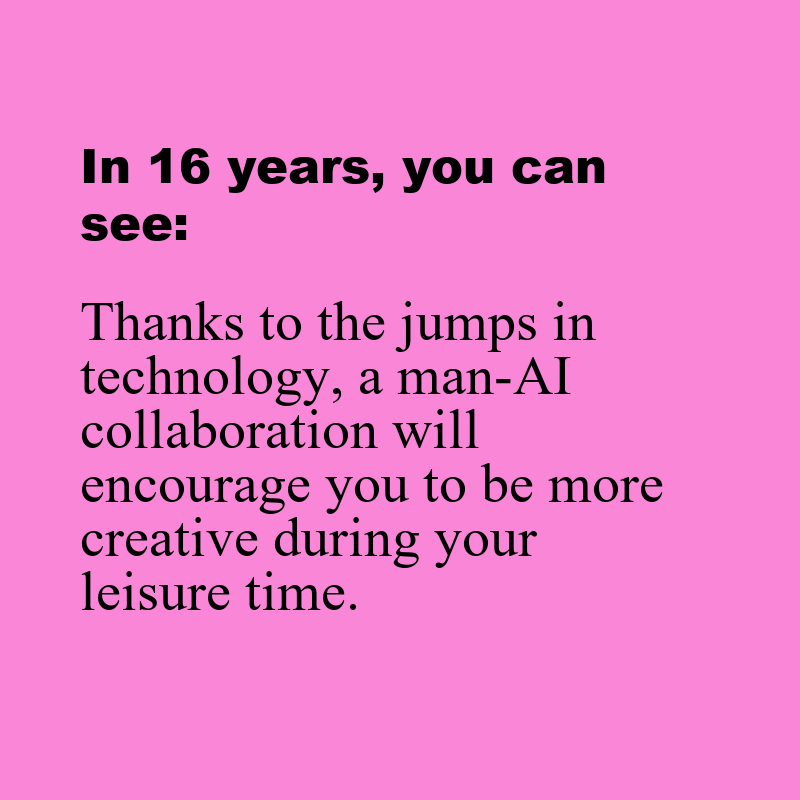 In 16 years, you can
see:
Thanks to the jumps in
technology, a man-AI
collaboration will
encourage you to be more
creative during your
leisure time.